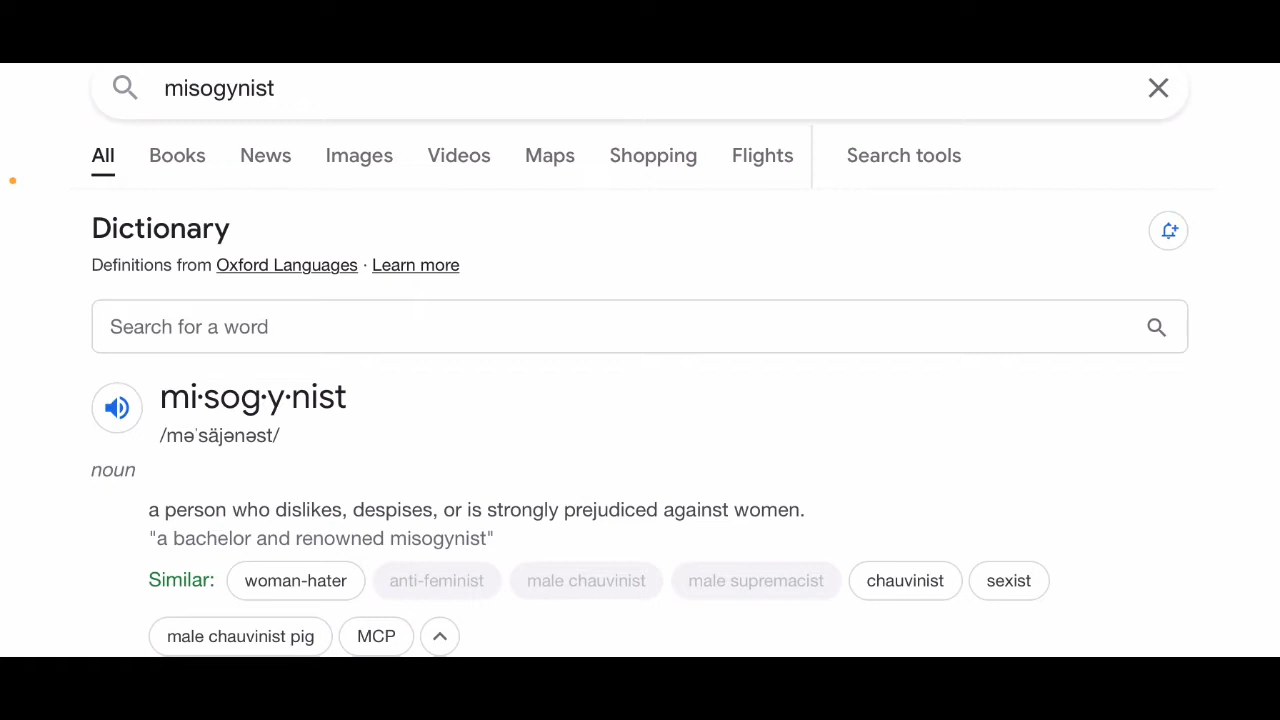 misogynist
All Books News Images Videos Maps Shopping Flights Search tools
Dictionary
Definitions from Oxford Languages · Learn more
Search for a word
mi·sog·y·nist
/məˈsäjənəst/
noun
a person who dislikes, despises, or is strongly prejudiced against women.
"a bachelor and renowned misogynist"
Similar: woman-hater anti-feminist male chauvinist male supremacist chauvinist sexist
male chauvinist pig MCP